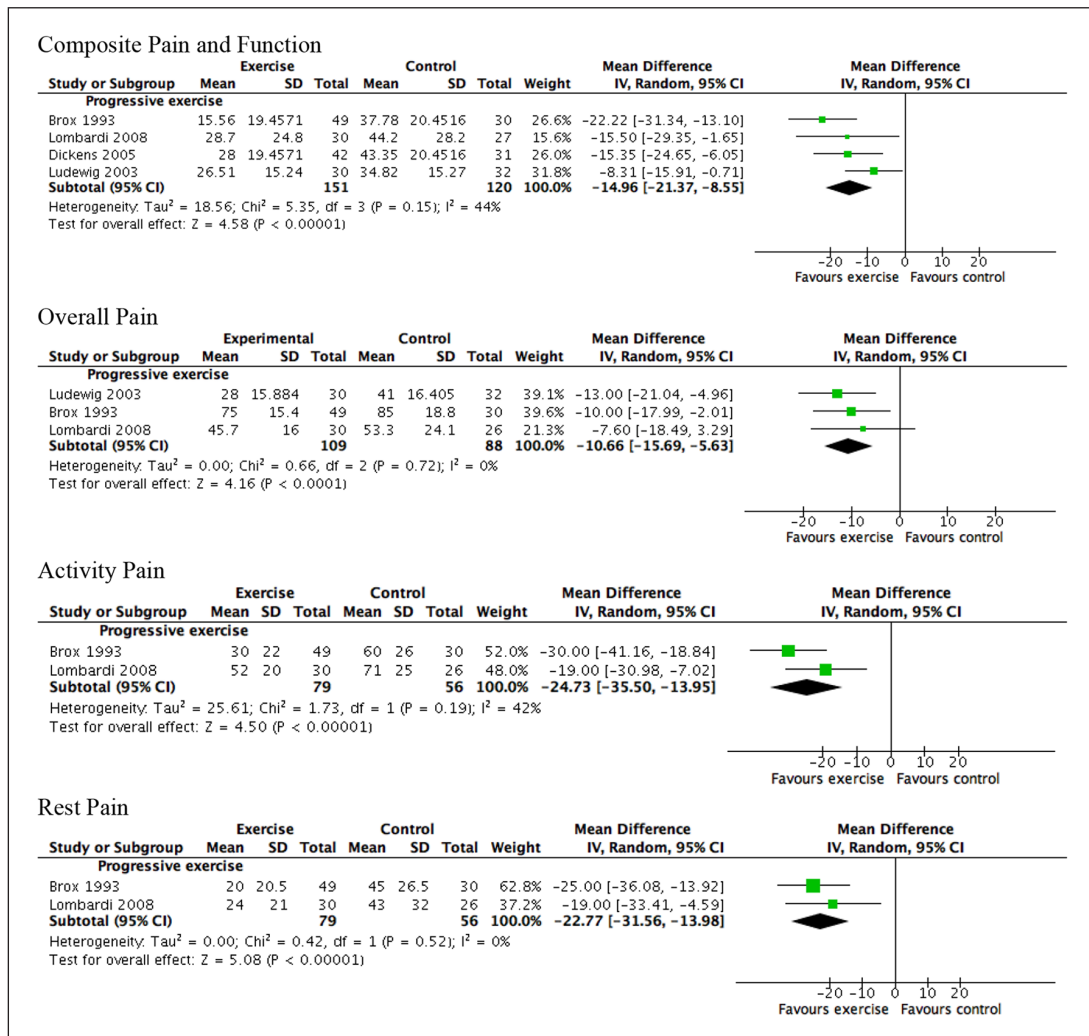 Composite Pain and Function
Exercise Control Mean Difference Mean Difference
Study or Subgroup Mean SD Total Mean SD Total Weight IV, Random, 95% CI IV, Random, 95% CI
Progressive exercise
Brox 1993 15.56 19.4571 49 37.78 20.4516 30 26.6% -22.22 [-31.34, -13.10]
Lombardi 2008 28.7 24.8 30 44.2 28.2 27 15.6% -15.50 [-29.35, -1.65]
Dickens 2005 28 19.4571 42 43.35 20.4516 31 26.0% -15.35 [-24.65, -6.05]
Ludewig 2003 26.51 15.24 30 34.82 15.27 32 31.8% -8.31 [-15.91, -0.71]
Subtotal (95% CI) 151 120 100.0% -14.96 [-21.37, -8.55]
Heterogeneity: Tau² = 18.56; Chi² = 5.35, df = 3 (P = 0.15); I² = 44%
Test for overall effect: Z = 4.58 (P < 0.00001)
-20 -10 0 10 20
Favours exercise Favours control
Overall Pain
Experimental Control Mean Difference Mean Difference
Study or Subgroup Mean SD Total Mean SD Total Weight IV, Random, 95% CI IV, Random, 95% CI
Progressive exercise
Ludewig 2003 28 15.884 30 41 16.405 32 39.1% -13.00 [-21.04, -4.96]
Brox 1993 75 15.4 49 85 18.8 30 39.6% -10.00 [-17.99, -2.01]
Lombardi 2008 45.7 16 30 53.3 24.1 26 21.3% -7.60 [-18.49, 3.29]
Subtotal (95% CI) 109 88 100.0% -10.66 [-15.69, -5.63]
Heterogeneity: Tau² = 0.00; Chi² = 0.66, df = 2 (P = 0.72); I² = 0%
Test for overall effect: Z = 4.16 (P < 0.0001)
-20 -10 0 10 20
Favours exercise Favours control
Activity Pain
Exercise Control Mean Difference Mean Difference
Study or Subgroup Mean SD Total Mean SD Total Weight IV, Random, 95% CI IV, Random, 95% CI
Progressive exercise
Brox 1993 30 22 49 60 26 30 52.0% -30.00 [-41.16, -18.84]
Lombardi 2008 52 20 30 71 25 26 48.0% -19.00 [-30.98, -7.02]
Subtotal (95% CI) 79 56 100.0% -24.73 [-35.50, -13.95]
Heterogeneity: Tau² = 25.61; Chi² = 1.73, df = 1 (P = 0.19); I² = 42%
Test for overall effect: Z = 4.50 (P < 0.00001)
-20 -10 0 10 20
Favours exercise Favours control
Rest Pain
Exercise Control Mean Difference Mean Difference
Study or Subgroup Mean SD Total Mean SD Total Weight IV, Random, 95% CI IV, Random, 95% CI
Progressive exercise
Brox 1993 20 20.5 49 45 26.5 30 62.8% -25.00 [-36.08, -13.92]
Lombardi 2008 24 21 30 43 32 26 37.2% -19.00 [-33.41, -4.59]
Subtotal (95% CI) 79 56 100.0% -22.77 [-31.56, -13.98]
Heterogeneity: Tau² = 0.00; Chi² = 0.42, df = 1 (P = 0.52); I² = 0%
Test for overall effect: Z = 5.08 (P < 0.00001)
-20 -10 0 10 20
Favours exercise Favours control